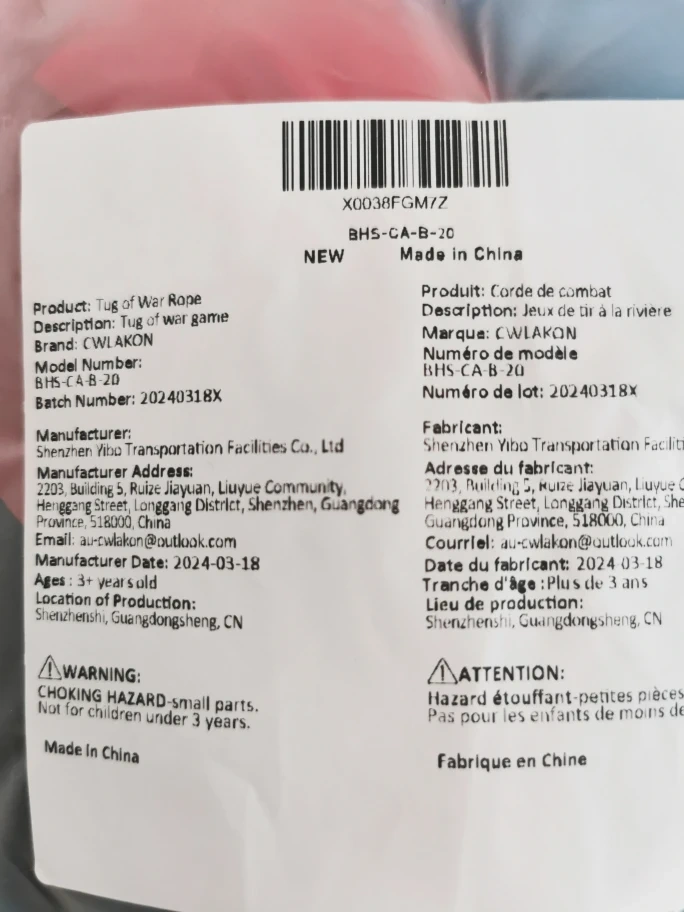 X0038FGM7Z
BHS-CA-B-20
NEW Made in China
Product: Tug of War Rope
Description: Tug of war game
Brand: CWLAKON
Model Number:
BHS-CA-B-20
Batch Number: 20240318X
Manufacturer:
Shenzhen Yibo Transportation Facilities Co., Ltd
Manufacturer Address:
2203, Building 5, Ruize Jiayuan, Liuyue Community,
Henggang Street, Longgang District, Shenzhen, Guangdong
Province, 518000, China
Email: au-cwlakon@outlook.com
Manufacturer Date: 2024-03-18
Ages : 3+ years old
Location of Production:
Shenzhenshi, Guangdongsheng, CN
⚠WARNING:
CHOKING HAZARD-small parts.
Not for children under 3 years.
Made in China
Produit: Corde de combat
Description: Jeux de tir à la rivière
Marque: CWLAKON
Numéro de modèle
BHS-CA-B-20
Numéro de lot: 20240318X
Fabricant:
Shenzhen Yibo Transportation Faciliti
Adresse du fabricant:
2203, Building 5, Ruize Jiayuan, Liuyue C
Henggang Street, Longgang District, She
Guangdong Province, 518000, China
Courriel: au-cwlakon@outlook.com
Date du fabricant: 2024-03-18
Tranche d'âge :Plus de 3 ans
Lieu de production:
Shenzhenshi, Guangdongsheng, CN
⚠ATTENTION:
Hazard étouffant-petites pièces
Pas pour les enfants de moins de
Fabrique en Chine